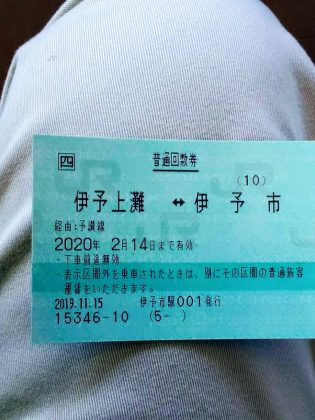 四 普通回数券
(10)
伊予上灘 ↔ 伊予市
経由:予讃線
2020年 2月14日まで有効
・下車前途無効
・表示区間外を乗車されたときは、別にその区間の普通旅客
運賃をいただきます。
2019.11.15 伊予市駅001発行
15346-10 (5- )